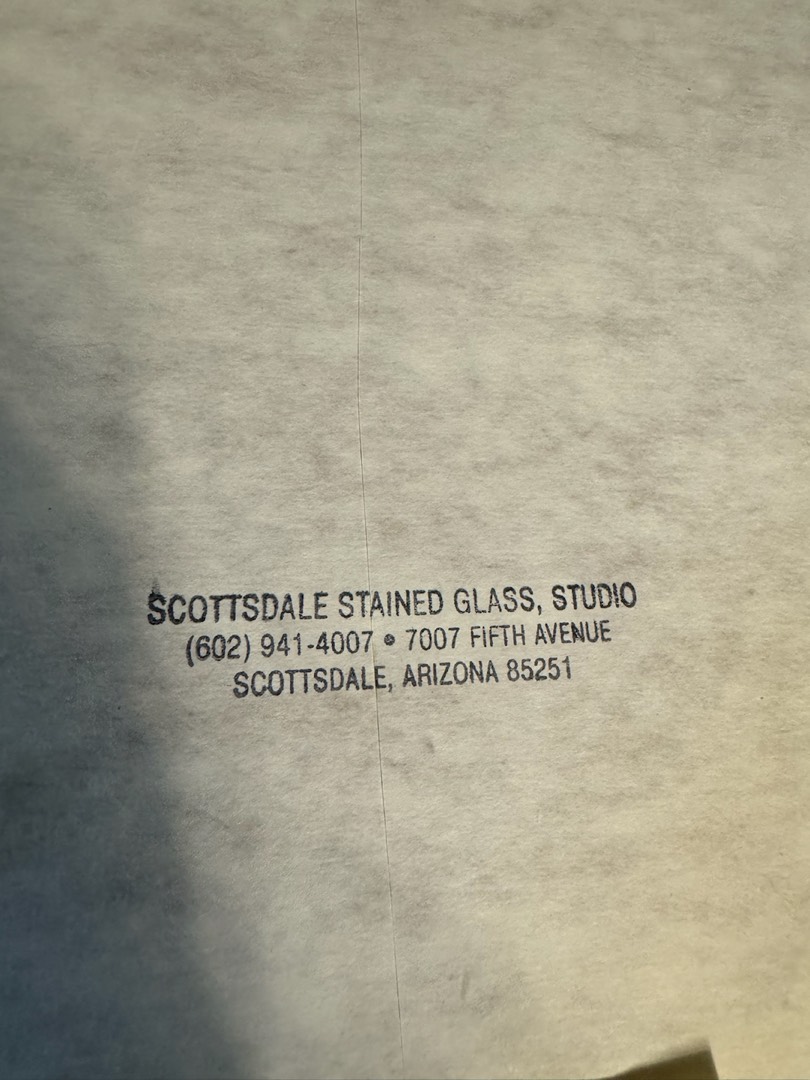 SCOTTSDALE STAINED GLASS, STUDIO
(602) 941-4007 • 7007 FIFTH AVENUE
SCOTTSDALE, ARIZONA 85251